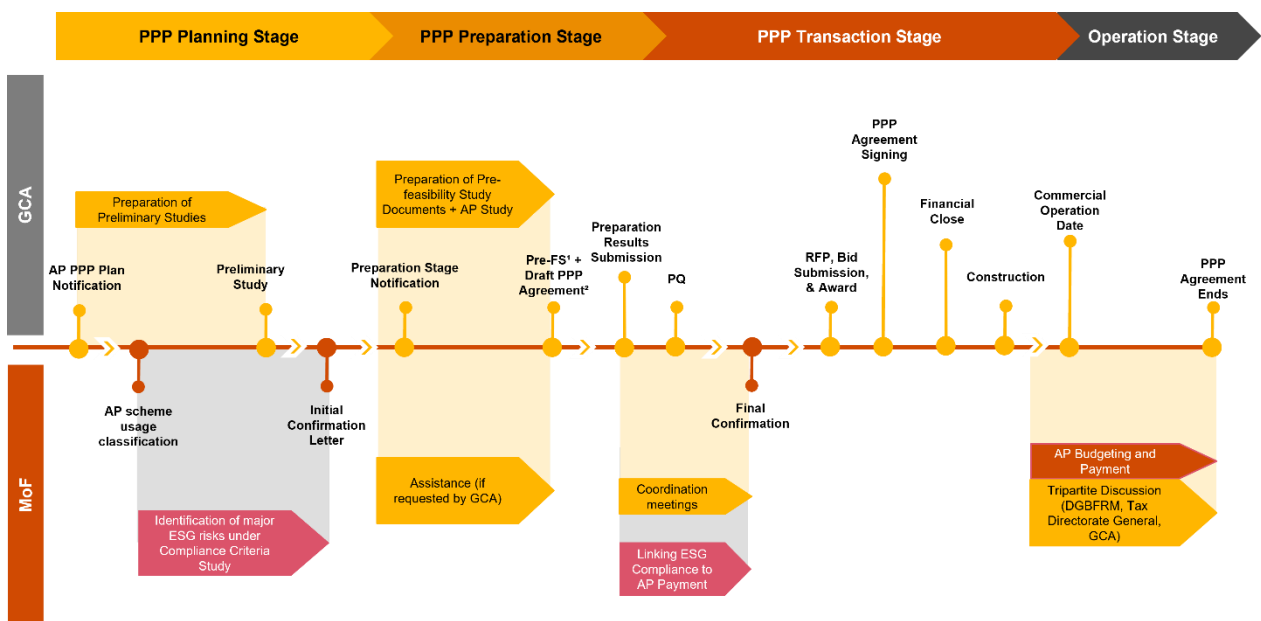 PPP Planning Stage
PPP Preparation Stage
PPP Transaction Stage
Operation Stage
GCA
Preparation of
Preliminary Studies
AP PPP Plan
Notification
Preliminary
Study
Preparation of Pre-
feasibility Study
Documents + AP Study
Preparation Stage
Notification
Pre-FS¹ +
Draft PPP
Agreement²
Preparation
Results
Submission
PQ
RFP, Bid
Submission,
& Award
PPP
Agreement
Signing
Financial
Close
Construction
Commercial
Operation
Date
PPP
Agreement
Ends
MoF
AP scheme
usage
classification
Initial
Confirmation
Letter
Identification of major
ESG risks under
Compliance Criteria
Study
Assistance (if
requested by GCA)
Final
Confirmation
Coordination
meetings
Linking ESG
Compliance to
AP Payment
AP Budgeting and
Payment
Tripartite Discussion
(DGBFRM, Tax
Directorate General,
GCA)